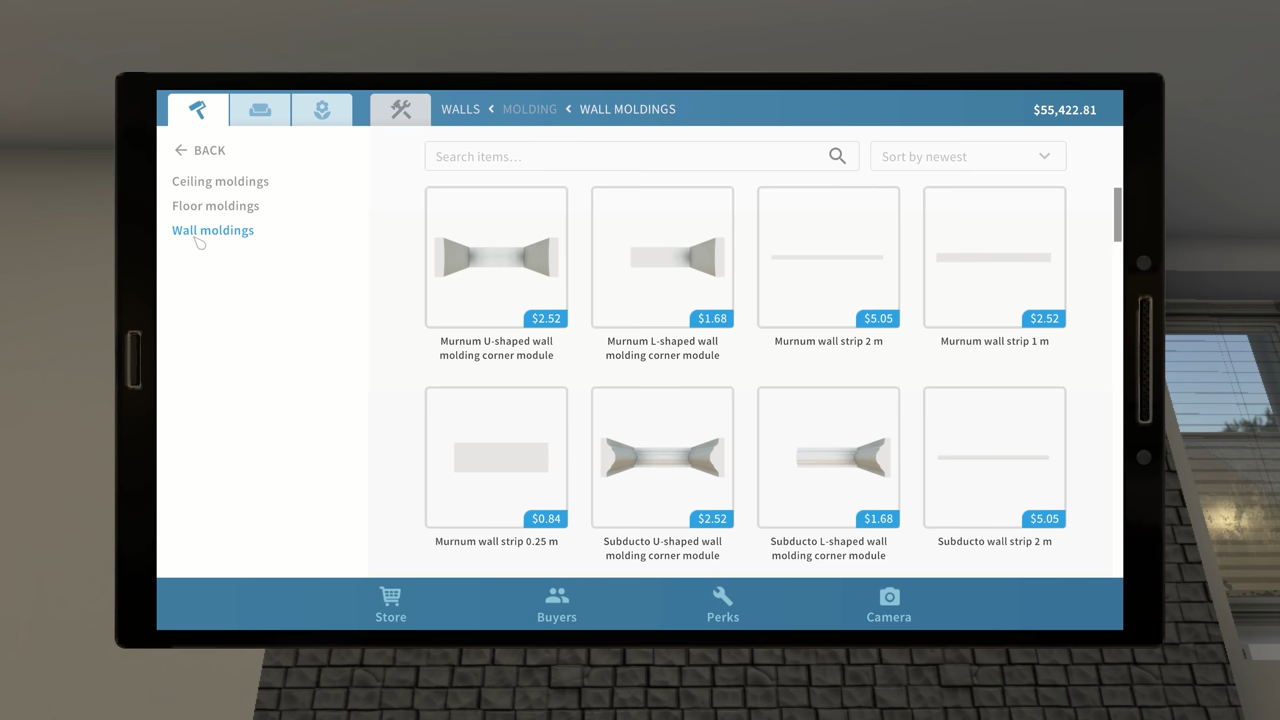 WALLS < MOLDING < WALL MOLDINGS
$55,422.81
BACK
Ceiling moldings
Floor moldings
Wall moldings
Search items...
Sort by newest
$2.52
$1.68
$5.05
$2.52
Murnum U-shaped wall
molding corner module
Murnum L-shaped wall
molding corner module
Murnum wall strip 2 m
Murnum wall strip 1 m
$0.84
$2.52
$1.68
$5.05
Murnum wall strip 0.25 m
Subducto U-shaped wall
molding corner module
Subducto L-shaped wall
molding corner module
Subducto wall strip 2 m
Store
Buyers
Perks
Camera